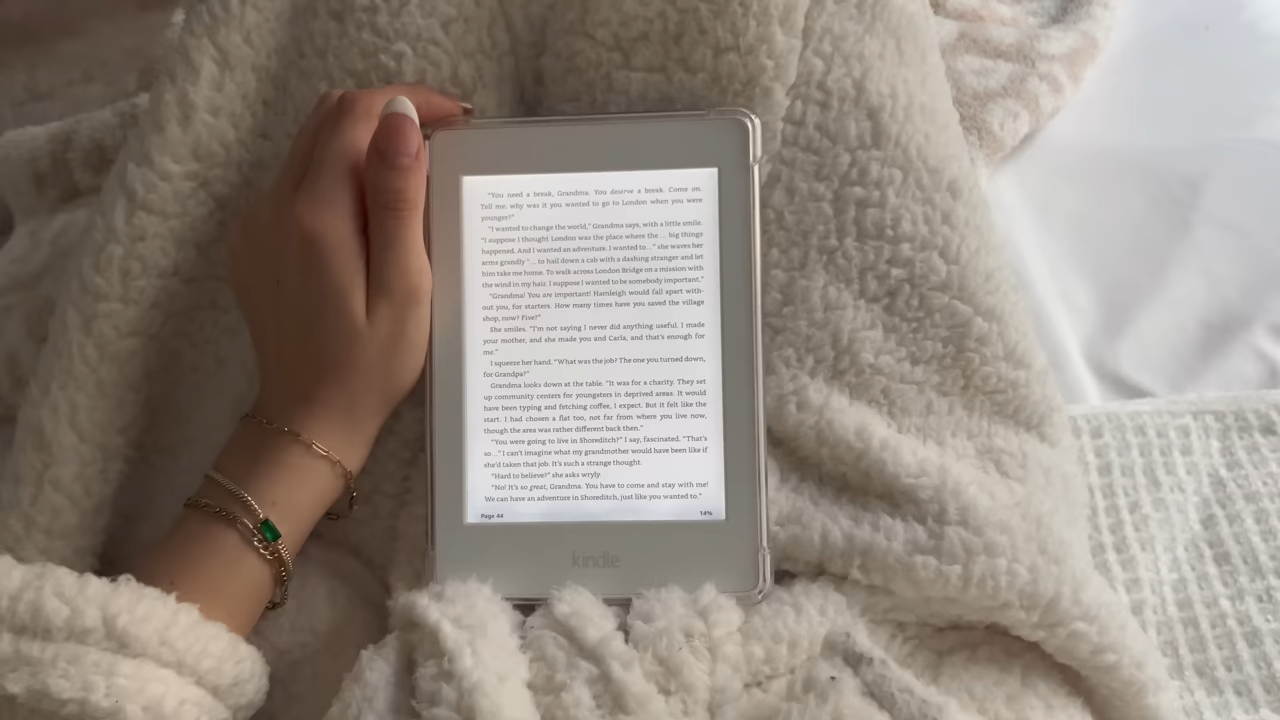 "You need a break, Grandma. You deserve a break. Come on.
Tell me: why was it you wanted to go to London when you were
younger?"
"I wanted to change the world," Grandma says, with a little smile.
"I suppose I thought London was the place where the ... big things
happened. And I wanted an adventure. I wanted to..." she waves her
arms grandly "... to hail down a cab with a dashing stranger and let
him take me home. To walk across London Bridge on a mission with
the wind in my hair. I suppose I wanted to be somebody important."
"Grandma! You are important! Hamleigh would fall apart with-
out you, for starters. How many times have you saved the village
shop, now? Five?"
She smiles. "I'm not saying I never did anything useful. I made
your mother, and she made you and Carla, and that's enough for
me."
I squeeze her hand. "What was the job? The one you turned down,
for Grandpa?"
Grandma looks down at the table. "It was for a charity. They set
up community centers for youngsters in deprived areas. It would
have been typing and fetching coffee, I expect. But it felt like the
start. I had chosen a flat too, not far from where you live now,
though the area was rather different back then."
"You were going to live in Shoreditch?" I say, fascinated. "That's
so..." I can't imagine what my grandmother would have been like if
she'd taken that job. It's such a strange thought.
"Hard to believe?" she asks wryly.
"No! It's so great, Grandma. You have to come and stay with me!
We can have an adventure in Shoreditch, just like you wanted to."
Page 44 14%
kindle